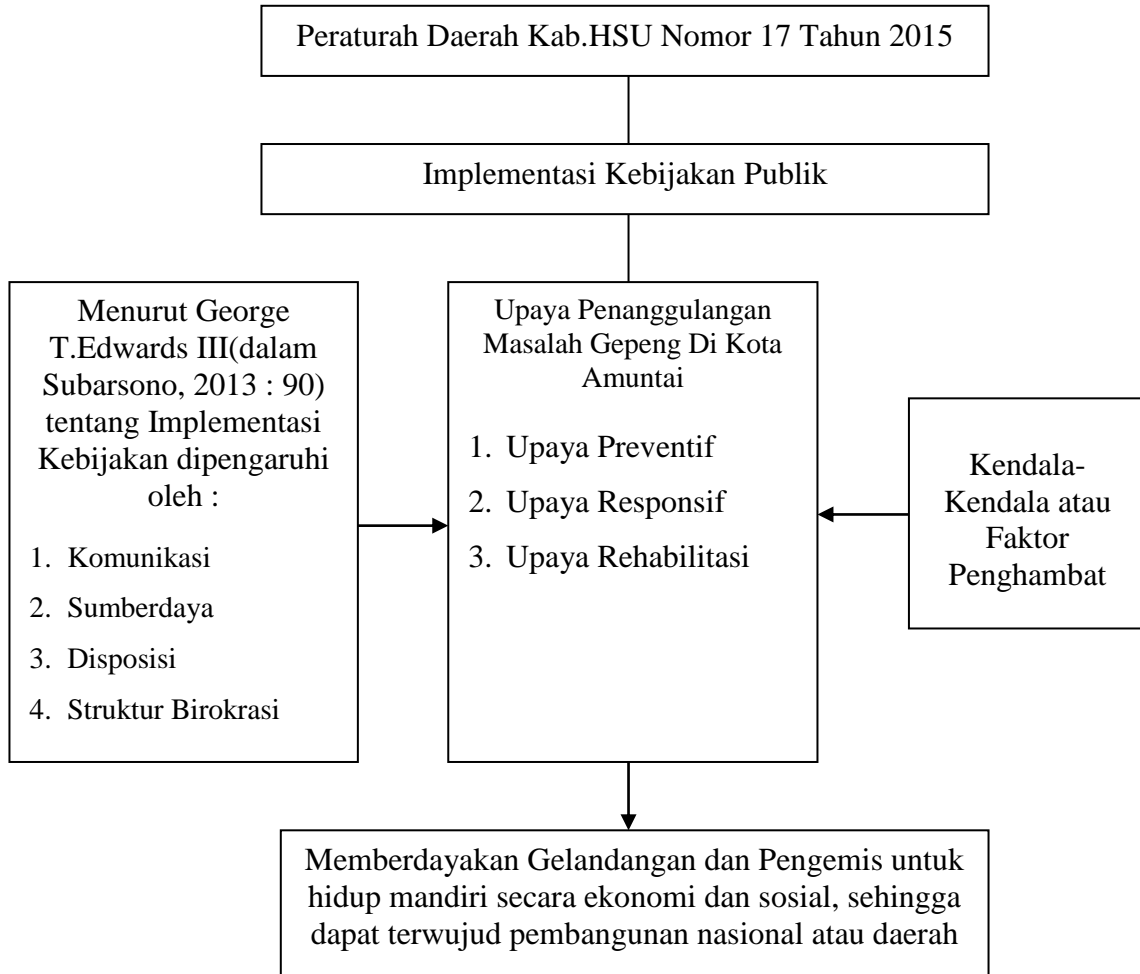 Peraturah Daerah Kab.HSU Nomor 17 Tahun 2015
Implementasi Kebijakan Publik
Menurut George
T.Edwards III(dalam
Subarsono, 2013 : 90)
tentang Implementasi
Kebijakan dipengaruhi
oleh :
1. Komunikasi
2. Sumberdaya
3. Disposisi
4. Struktur Birokrasi
Upaya Penanggulangan
Masalah Gepeng Di Kota
Amuntai
1. Upaya Preventif
2. Upaya Responsif
3. Upaya Rehabilitasi
Kendala-
Kendala atau
Faktor
Penghambat
Memberdayakan Gelandangan dan Pengemis untuk
hidup mandiri secara ekonomi dan sosial, sehingga
dapat terwujud pembangunan nasional atau daerah